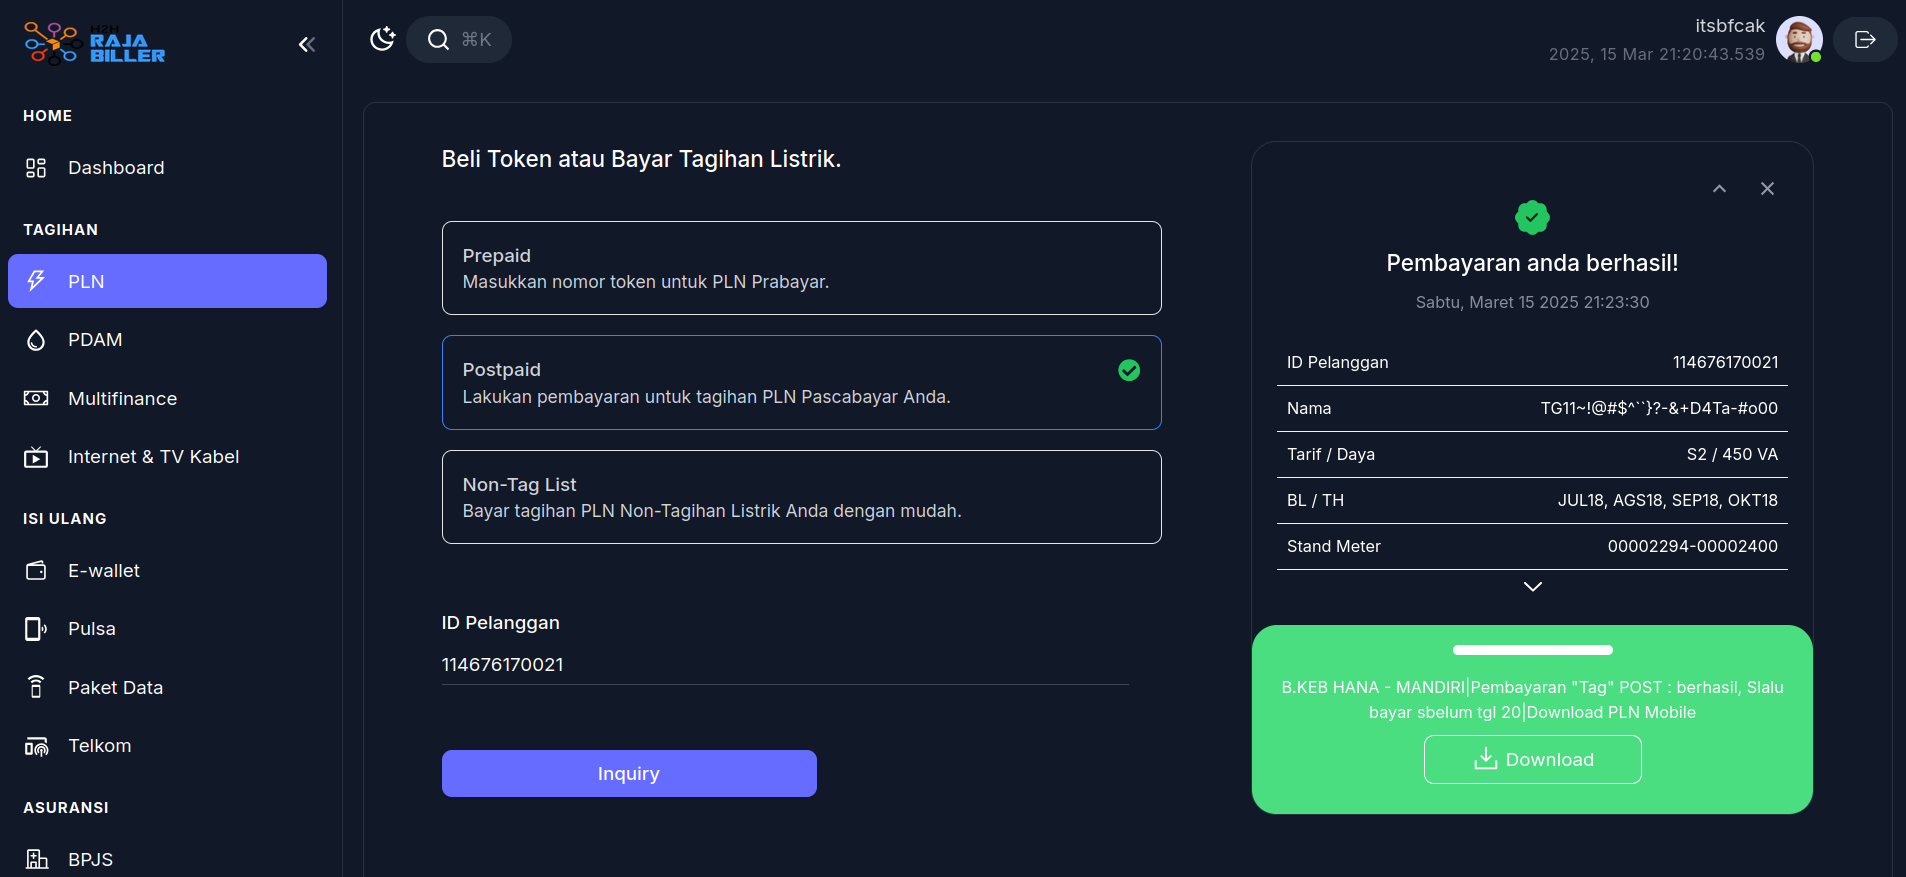 H2H
RAJA
BILLER
⌘K
itsbfcak
2025, 15 Mar 21:20:43.539
HOME
Dashboard
TAGIHAN
PLN
PDAM
Multifinance
Internet & TV Kabel
ISI ULANG
E-wallet
Pulsa
Paket Data
Telkom
ASURANSI
BPJS
Beli Token atau Bayar Tagihan Listrik.
Prepaid
Masukkan nomor token untuk PLN Prabayar.
Postpaid
Lakukan pembayaran untuk tagihan PLN Pascabayar Anda.
Non-Tag List
Bayar tagihan PLN Non-Tagihan Listrik Anda dengan mudah.
ID Pelanggan
114676170021
Inquiry
Pembayaran anda berhasil!
Sabtu, Maret 15 2025 21:23:30
ID Pelanggan 114676170021
Nama TG11~!@#$^``}?-&+D4Ta-#o00
Tarif / Daya S2 / 450 VA
BL / TH JUL18, AGS18, SEP18, OKT18
Stand Meter 00002294-00002400
B.KEB HANA - MANDIRI|Pembayaran "Tag" POST : berhasil, Slalu
bayar sbelum tgl 20|Download PLN Mobile
Download